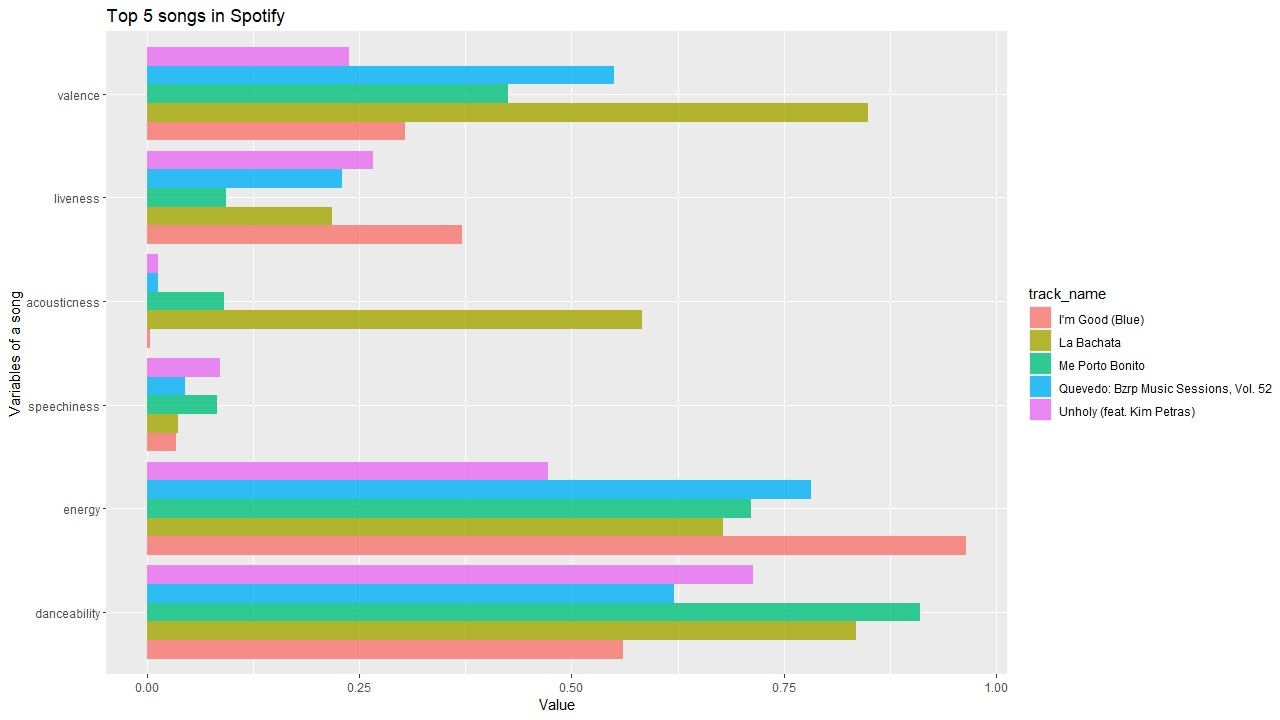 Top 5 songs in Spotify
Variables of a song
valence
liveness
acousticness
speechiness
energy
danceability
0.00 0.25 0.50 0.75 1.00
Value
track_name
I'm Good (Blue)
La Bachata
Me Porto Bonito
Quevedo: Bzrp Music Sessions, Vol. 52
Unholy (feat. Kim Petras)